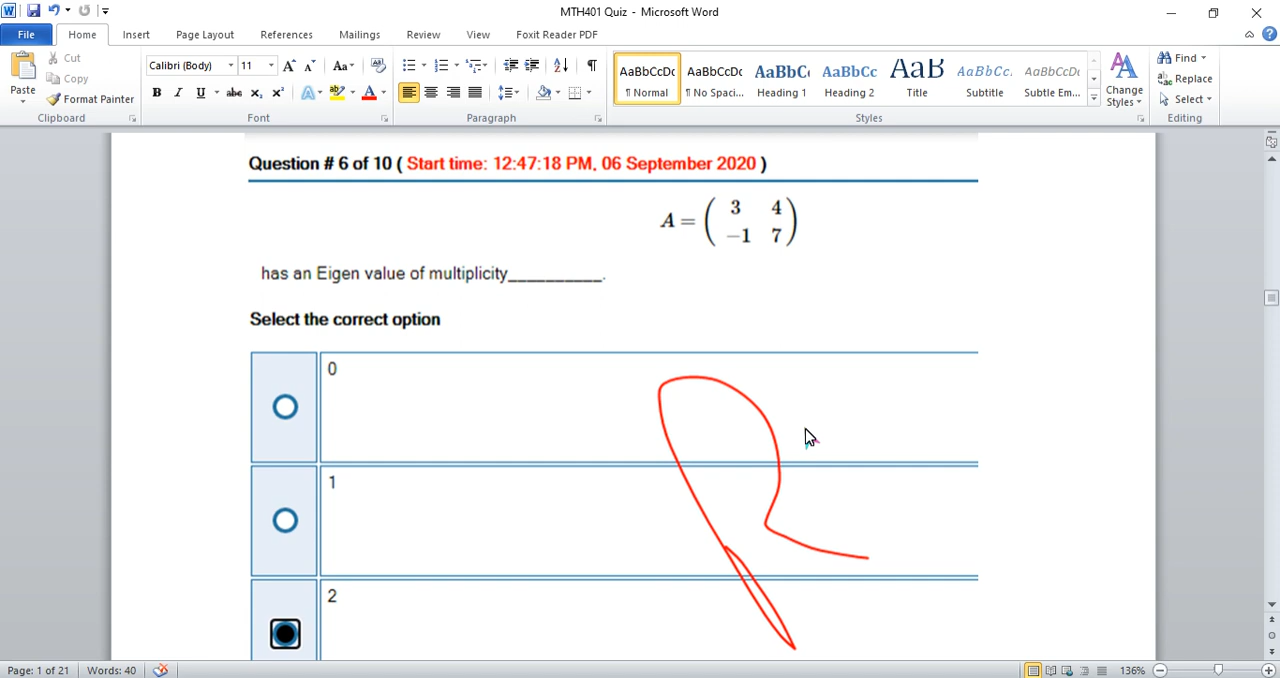 MTH401 Quiz - Microsoft Word
File Home Insert Page Layout References Mailings Review View Foxit Reader PDF
Paste
Cut
Copy
Format Painter
Calibri (Body) 11
AaBbCcDc AaBbCcDc AaBbC AaBbCc AaB AaBbCc. AaBbCcDc
¶ Normal ¶ No Spaci... Heading 1 Heading 2 Title Subtitle Subtle Em...
Change
Styles
Find
Replace
Select
Clipboard Font Paragraph Styles Editing
Question # 6 of 10 ( Start time: 12:47:18 PM, 06 September 2020 )
A = ( 3 4
−1 7 )
has an Eigen value of multiplicity__________.
Select the correct option
0
1
2
Page: 1 of 21 Words: 40 136%